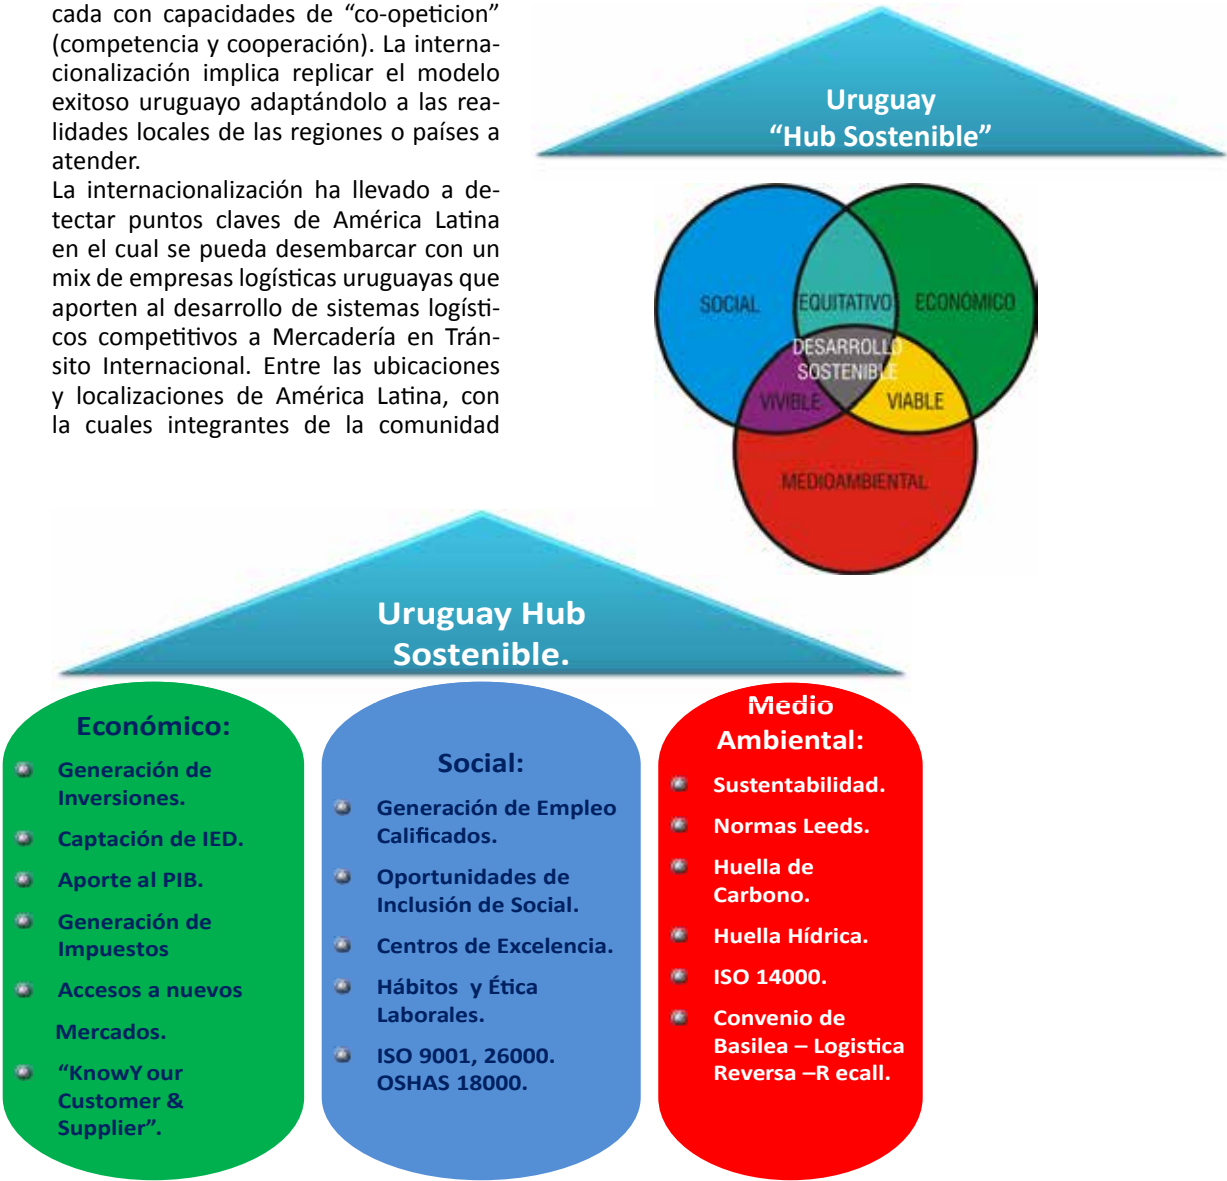 cada con capacidades de “co-opeticion”
(competencia y cooperación). La interna-
cionalización implica replicar el modelo
exitoso uruguayo adaptándolo a las rea-
lidades locales de las regiones o países a
atender.
La internacionalización ha llevado a de-
tectar puntos claves de América Latina
en el cual se pueda desembarcar con un
mix de empresas logísticas uruguayas que
aporten al desarrollo de sistemas logísti-
cos competitivos a Mercadería en Trán-
sito Internacional. Entre las ubicaciones
y localizaciones de América Latina, con
la cuales integrantes de la comunidad
Uruguay
“Hub Sostenible”
SOCIAL
EQUITATIVO
ECONÓMICO
DESARROLLO
SOSTENIBLE
VIVIBLE
VIABLE
MEDIOAMBIENTAL
Uruguay Hub
Sostenible.
Económico:
Generación de
Inversiones.
Captación de IED.
Aporte al PIB.
Generación de
Impuestos
Accesos a nuevos
Mercados.
“KnowY our
Customer &
Supplier”.
Social:
Generación de Empleo
Calificados.
Oportunidades de
Inclusión de Social.
Centros de Excelencia.
Hábitos y Ética
Laborales.
ISO 9001, 26000.
OSHAS 18000.
Medio
Ambiental:
Sustentabilidad.
Normas Leeds.
Huella de
Carbono.
Huella Hídrica.
ISO 14000.
Convenio de
Basilea – Logistica
Reversa –R ecall.